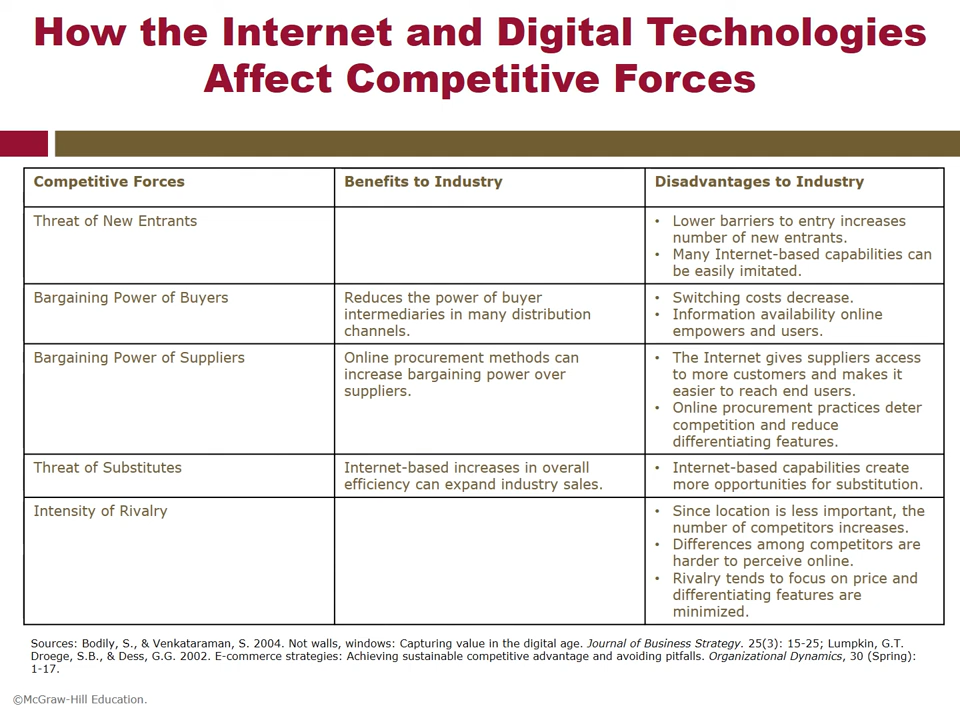 How the Internet and Digital Technologies
Affect Competitive Forces
Competitive Forces
Benefits to Industry
Disadvantages to Industry
Threat of New Entrants
• Lower barriers to entry increases
number of new entrants.
• Many Internet-based capabilities can
be easily imitated.
Bargaining Power of Buyers
Reduces the power of buyer
intermediaries in many distribution
channels.
• Switching costs decrease.
• Information availability online
empowers and users.
Bargaining Power of Suppliers
Online procurement methods can
increase bargaining power over
suppliers.
• The Internet gives suppliers access
to more customers and makes it
easier to reach end users.
• Online procurement practices deter
competition and reduce
differentiating features.
Threat of Substitutes
Internet-based increases in overall
efficiency can expand industry sales.
• Internet-based capabilities create
more opportunities for substitution.
Intensity of Rivalry
• Since location is less important, the
number of competitors increases.
• Differences among competitors are
harder to perceive online.
• Rivalry tends to focus on price and
differentiating features are
minimized.
Sources: Bodily, S., & Venkataraman, S. 2004. Not walls, windows: Capturing value in the digital age. Journal of Business Strategy. 25(3): 15-25; Lumpkin, G.T.
Droege, S.B., & Dess, G.G. 2002. E-commerce strategies: Achieving sustainable competitive advantage and avoiding pitfalls. Organizational Dynamics, 30 (Spring):
1-17.
©McGraw-Hill Education.